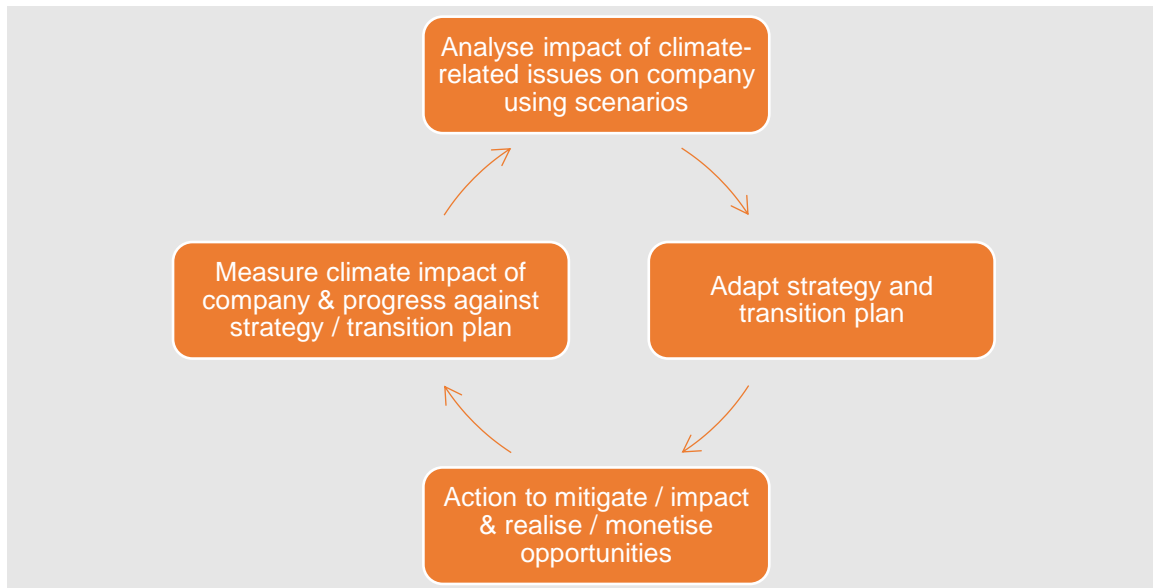 Analyse impact of climate-
related issues on company
using scenarios
Measure climate impact of
company & progress against
strategy / transition plan
Adapt strategy and
transition plan
Action to mitigate / impact
& realise / monetise
opportunities